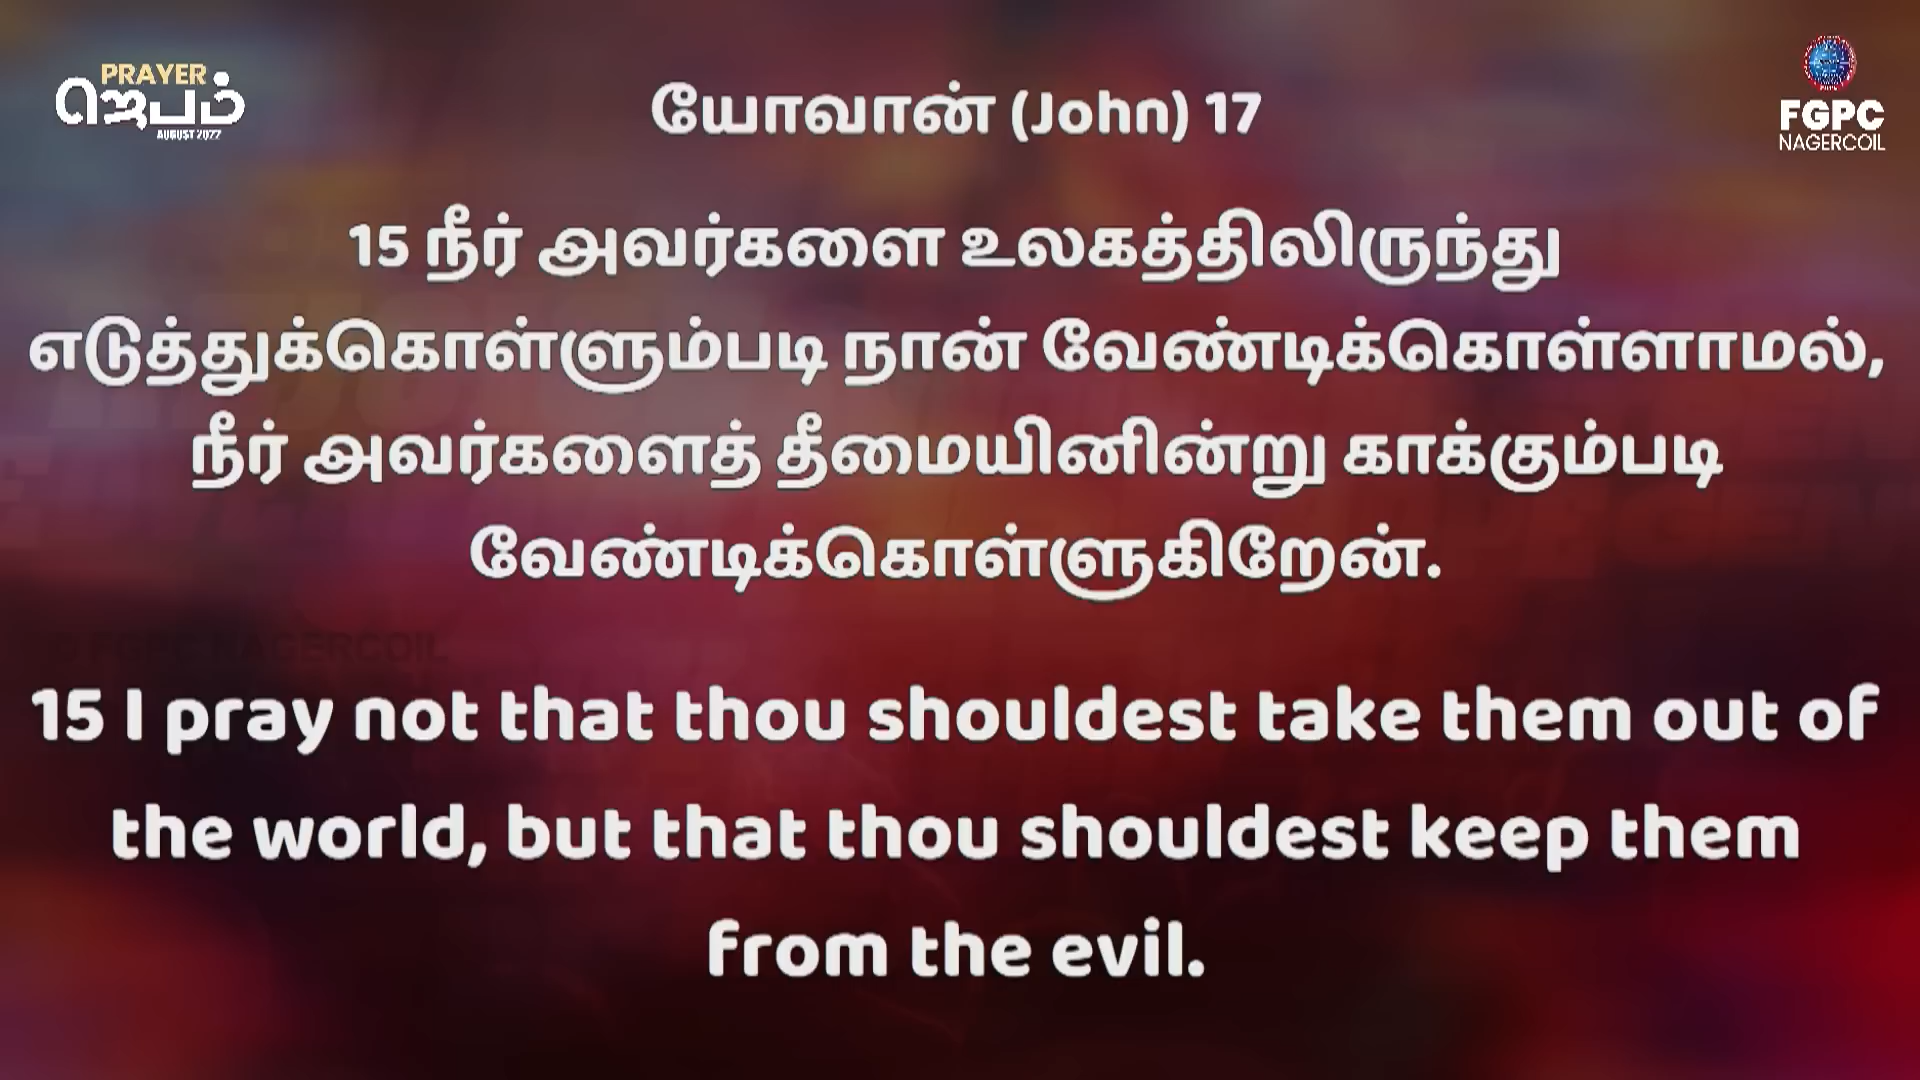 PRAYER
ஜெபம்
AUGUST 2022
யோவான் (John) 17
FGPC
NAGERCOIL
15 நீர் அவர்களை உலகத்திலிருந்து
எடுத்துக்கொள்ளும்படி நான் வேண்டிக்கொள்ளாமல்,
நீர் அவர்களைத் தீமையினின்று காக்கும்படி
வேண்டிக்கொள்ளுகிறேன்.
© FGPC NAGERCOIL
15 I pray not that thou shouldest take them out of
the world, but that thou shouldest keep them
from the evil.